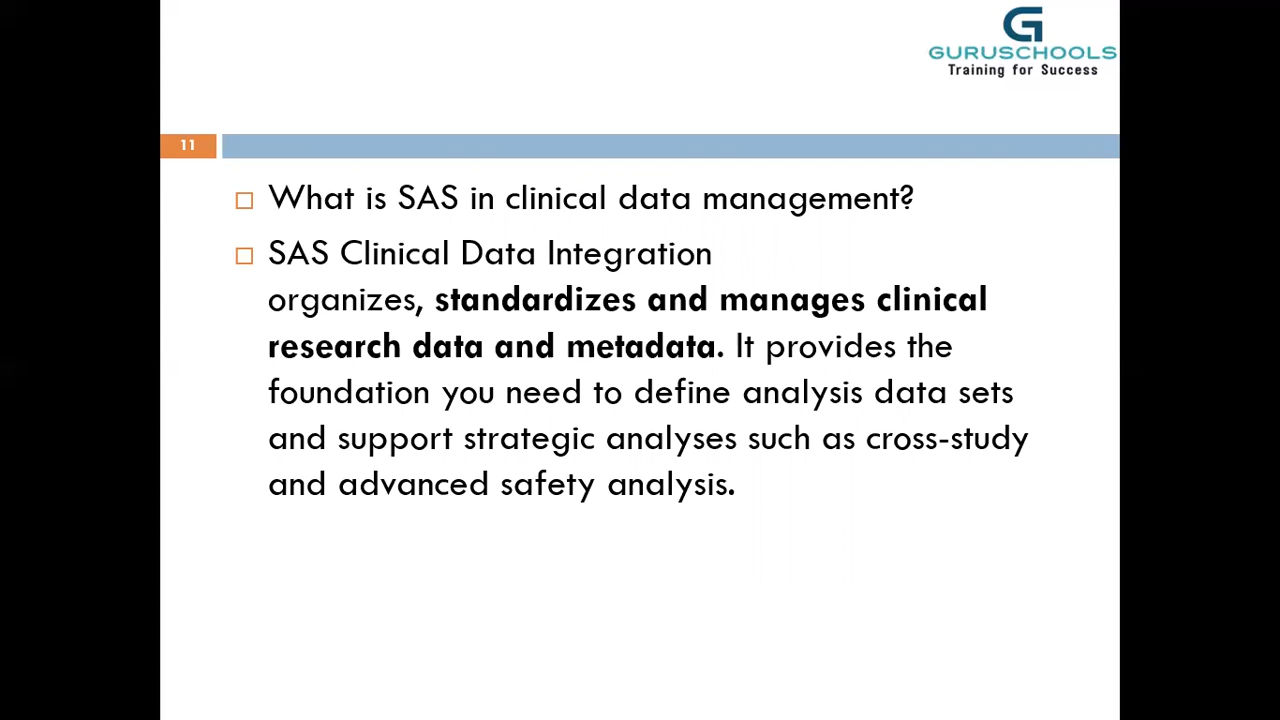 G
GURUSCHOOLS
Training for Success
11
What is SAS in clinical data management?
SAS Clinical Data Integration
organizes, standardizes and manages clinical
research data and metadata. It provides the
foundation you need to define analysis data sets
and support strategic analyses such as cross-study
and advanced safety analysis.